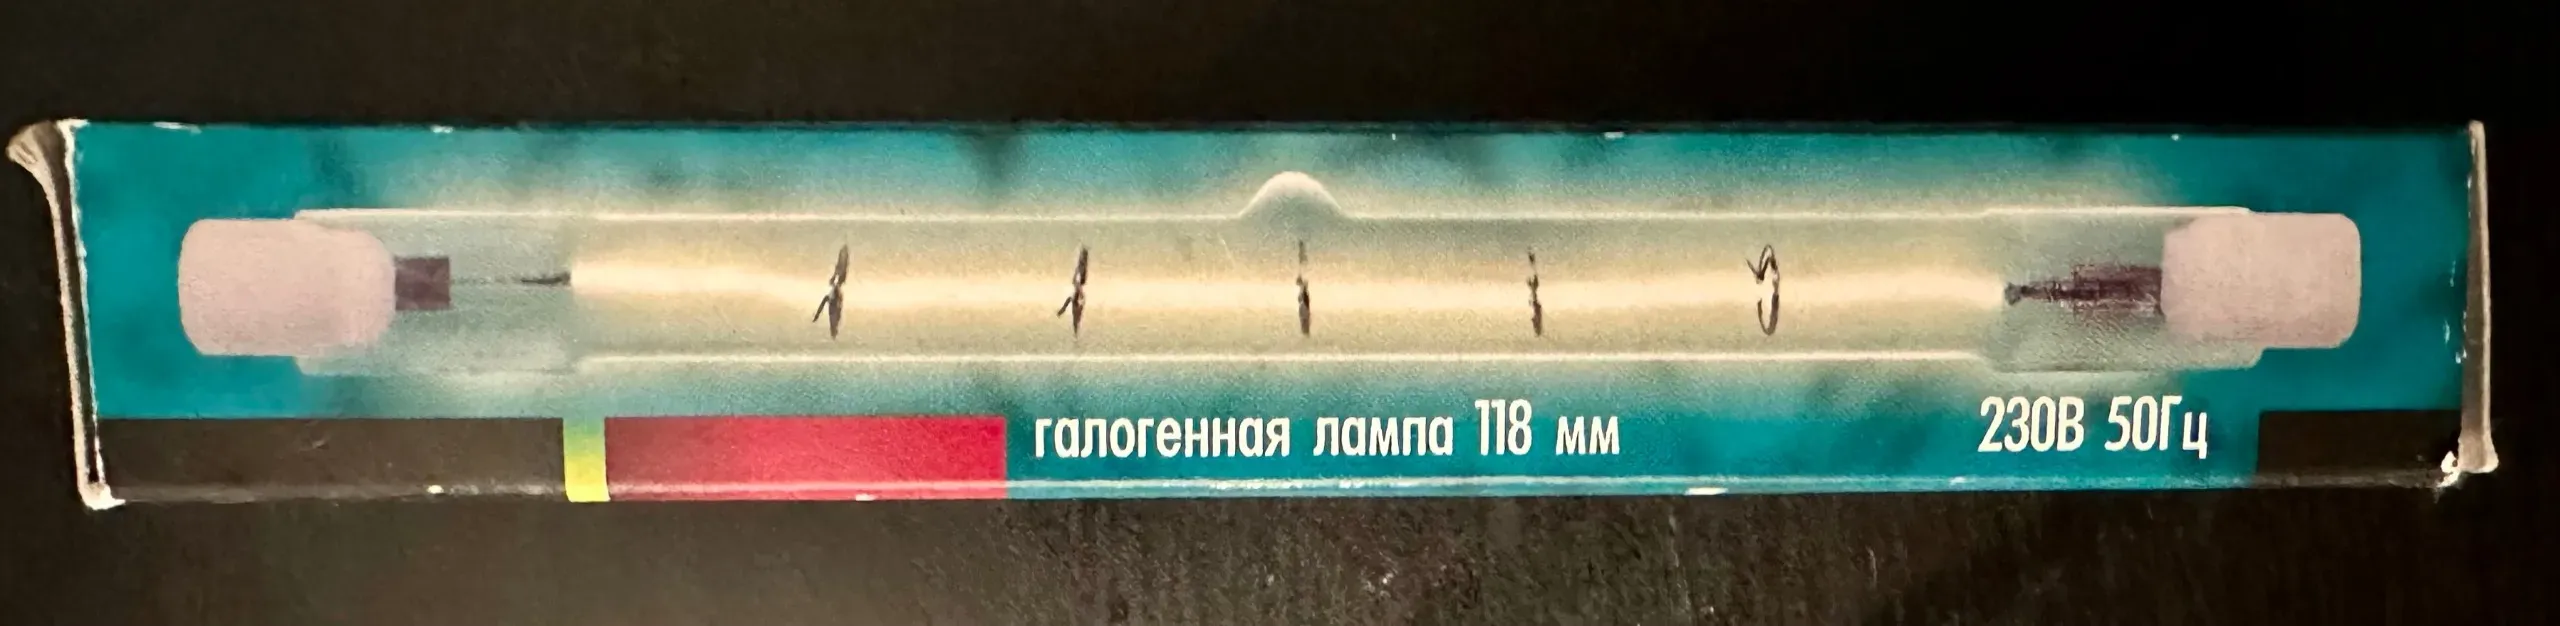 галогенная лампа 118 мм
230В 50Гц